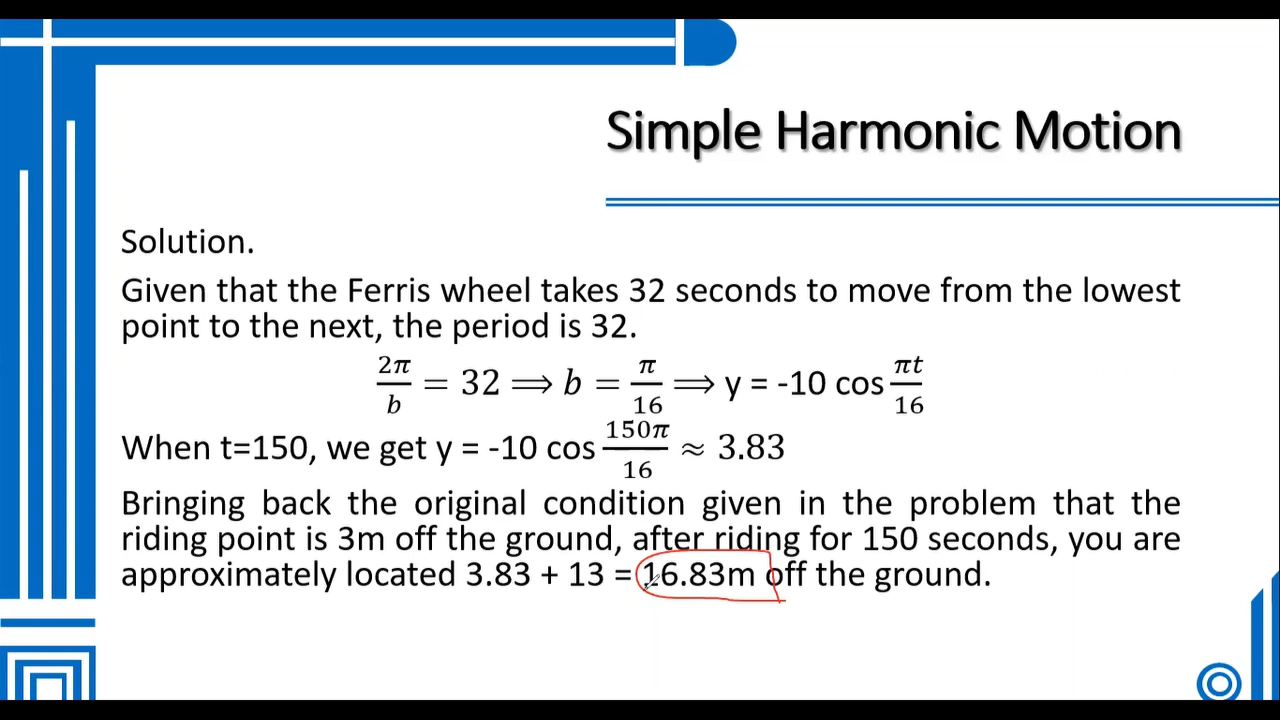 Simple Harmonic Motion
Solution.
Given that the Ferris wheel takes 32 seconds to move from the lowest
point to the next, the period is 32.
2π/b = 32 ⟹ b = π/16 ⟹ y = -10 cos πt/16
When t=150, we get y = -10 cos 150π/16 ≈ 3.83
Bringing back the original condition given in the problem that the
riding point is 3m off the ground, after riding for 150 seconds, you are
approximately located 3.83 + 13 = 16.83m off the ground.